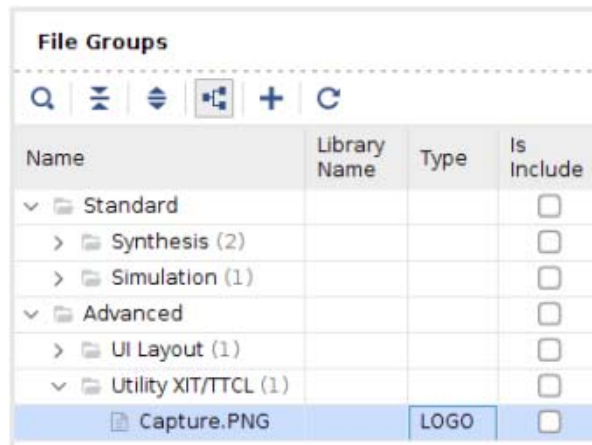 File Groups
Name Library Name Type Is Include
Standard
Synthesis (2)
Simulation (1)
Advanced
UI Layout (1)
Utility XIT/TTCL (1)
Capture.PNG LOGO